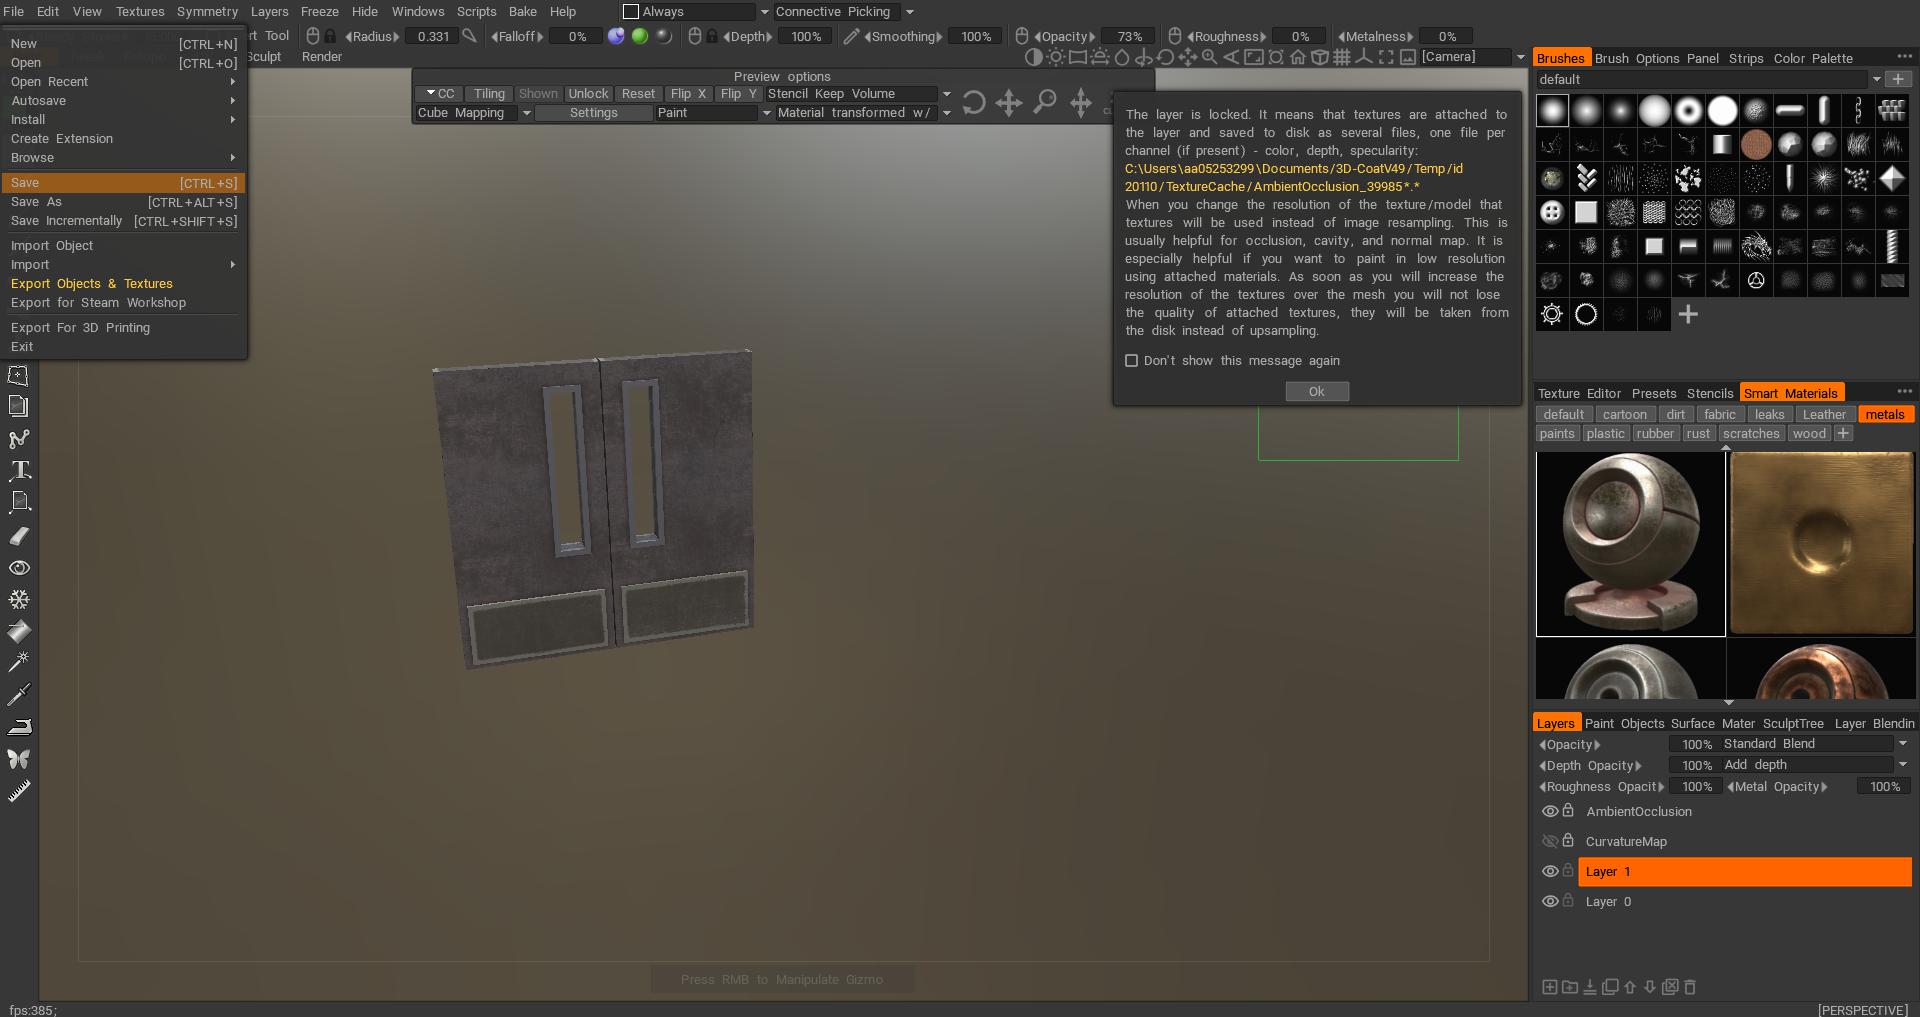 File Edit View Textures Symmetry Layers Freeze Hide Windows Scripts Bake Help Always Connective Picking
rt Tool Radius 0.331 Falloff 0% Depth 100% Smoothing 100% Opacity 73% Roughness 0% Metalness 0%
Sculpt Render [Camera]
New [CTRL+N]
Open [CTRL+O]
Open Recent
Autosave
Install
Create Extension
Browse
Save [CTRL+S]
Save As [CTRL+ALT+S]
Save Incrementally [CTRL+SHIFT+S]
Import Object
Import
Export Objects & Textures
Export for Steam Workshop
Export For 3D Printing
Exit
Preview options
CC Tiling Shown Unlock Reset Flip X Flip Y Stencil Keep Volume
Cube Mapping Settings Paint Material transformed w/
The layer is locked. It means that textures are attached to
the layer and saved to disk as several files, one file per
channel (if present) - color, depth, specularity:
C:\Users\aa05253299\Documents/3D-CoatV49/Temp/id
20110/TextureCache/AmbientOcclusion_39985*.*
When you change the resolution of the texture/model that
textures will be used instead of image resampling. This is
usually helpful for occlusion, cavity, and normal map. It is
especially helpful if you want to paint in low resolution
using attached materials. As soon as you will increase the
resolution of the textures over the mesh you will not lose
the quality of attached textures, they will be taken from
the disk instead of upsampling.
Don't show this message again
Ok
Brushes Brush Options Panel Strips Color Palette
default
Texture Editor Presets Stencils Smart Materials
default cartoon dirt fabric leaks Leather metals
paints plastic rubber rust scratches wood
Layers Paint Objects Surface Mater SculptTree Layer Blendin
Opacity 100% Standard Blend
Depth Opacity 100% Add depth
Roughness Opacit 100% Metal Opacity 100%
AmbientOcclusion
CurvatureMap
Layer 1
Layer 0
Press RMB to Manipulate Gizmo
fps:385; [PERSPECTIVE]